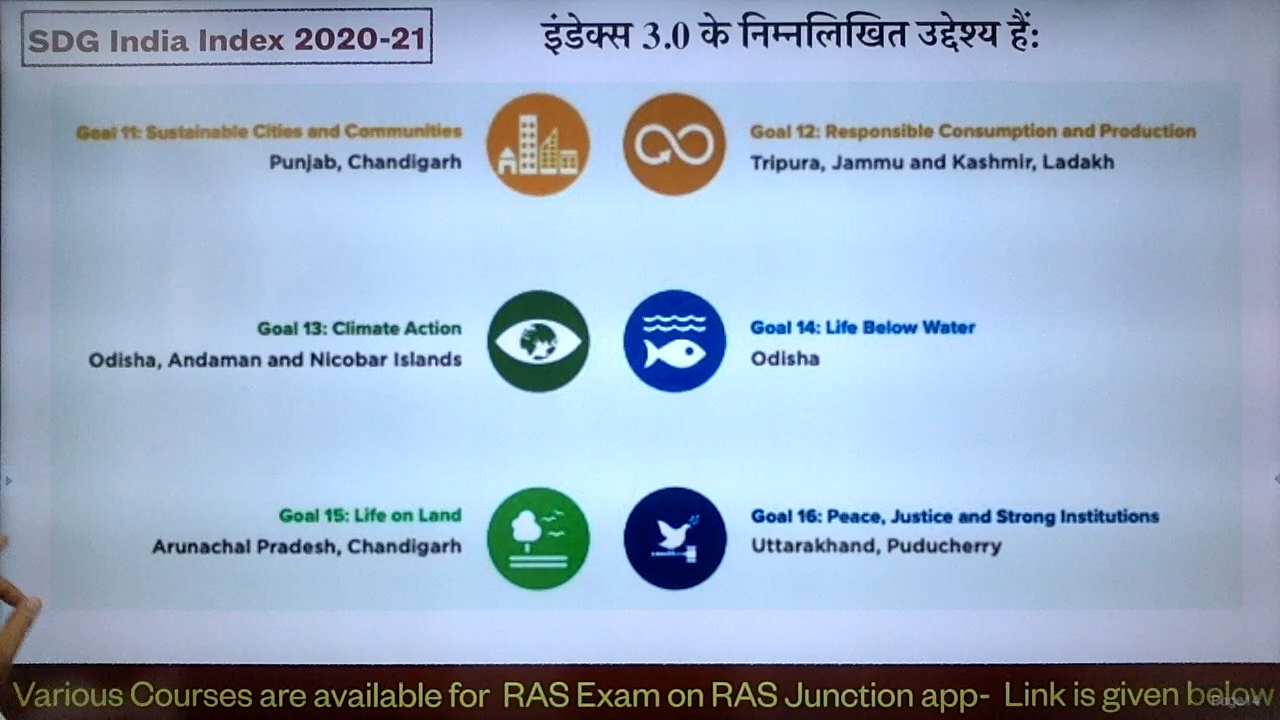 SDG India Index 2020-21
इंडेक्स 3.0 के निम्नलिखित उद्देश्य हैं:
Goal 11: Sustainable Cities and Communities
Punjab, Chandigarh
Goal 12: Responsible Consumption and Production
Tripura, Jammu and Kashmir, Ladakh
Goal 13: Climate Action
Odisha, Andaman and Nicobar Islands
Goal 14: Life Below Water
Odisha
Goal 15: Life on Land
Arunachal Pradesh, Chandigarh
Goal 16: Peace, Justice and Strong Institutions
Uttarakhand, Puducherry
Various Courses are available for RAS Exam on RAS Junction app- Link is given below